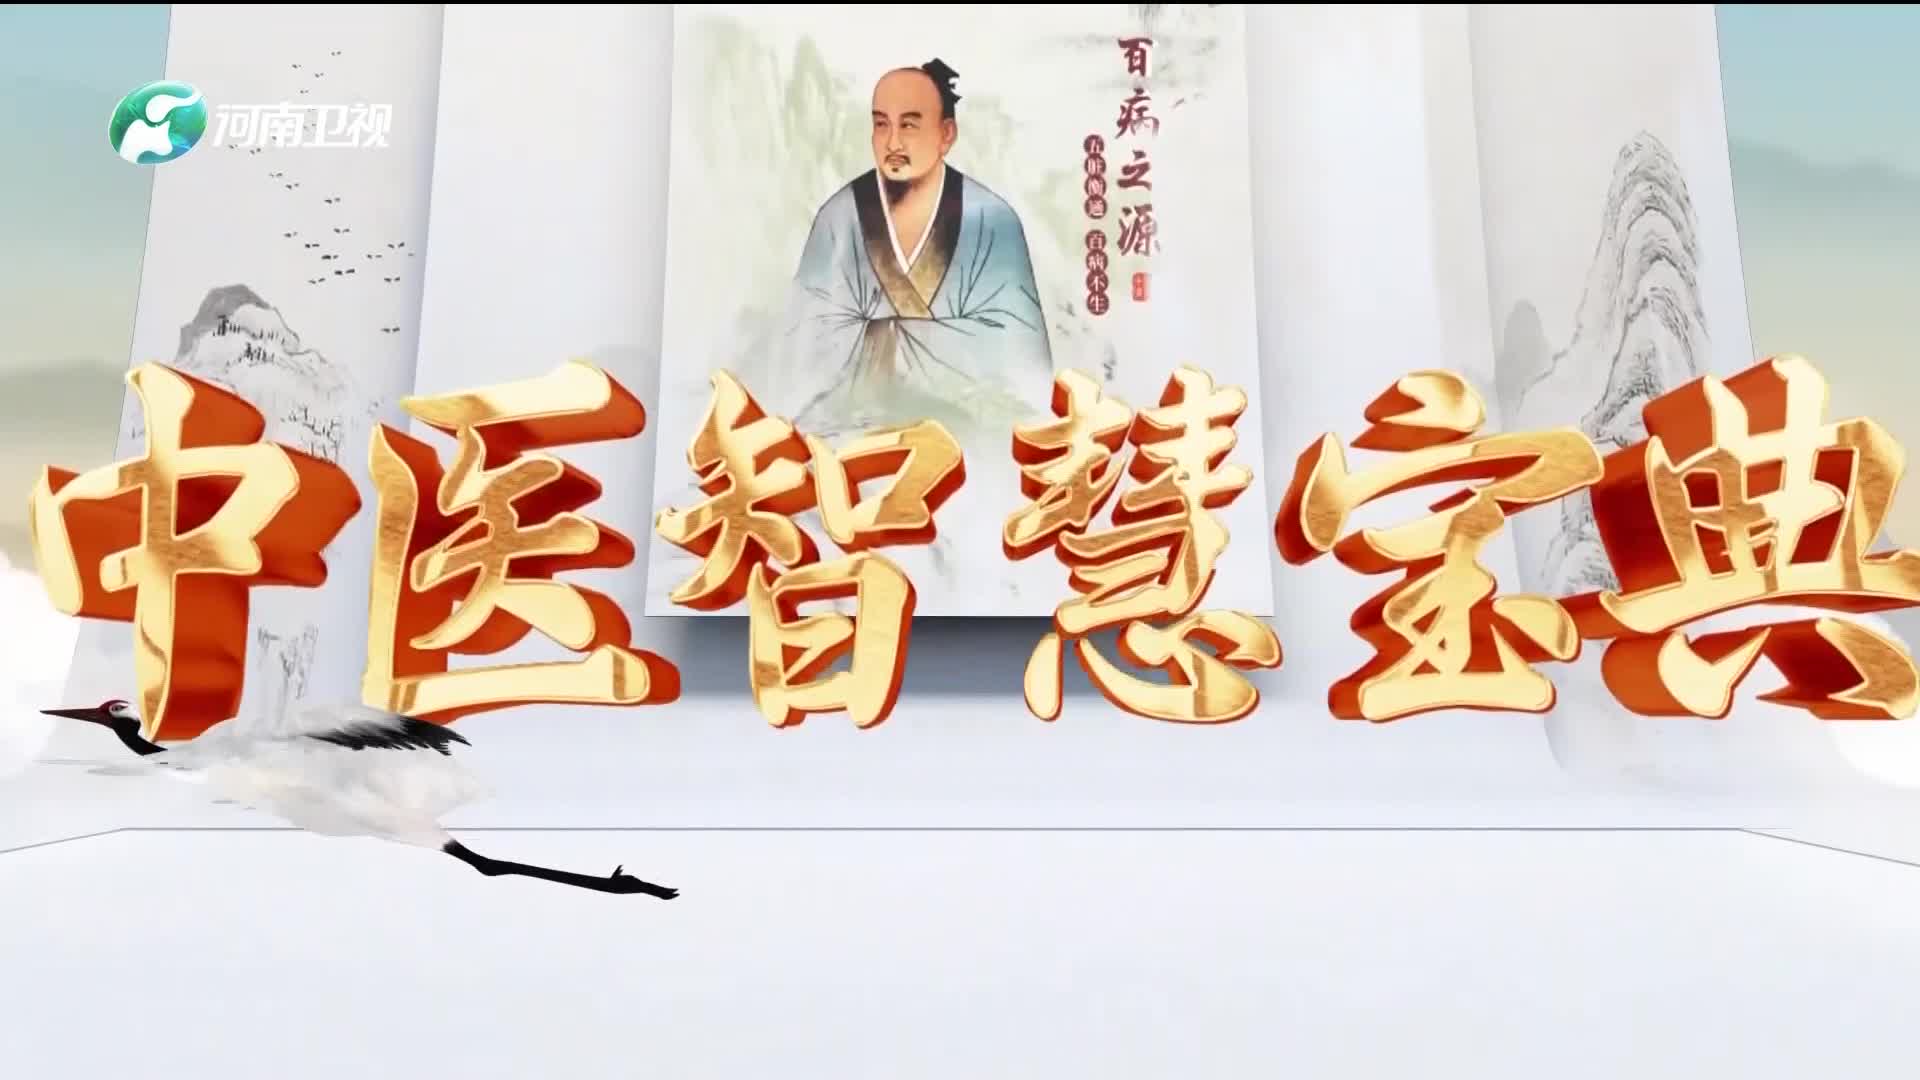 河南卫视
百病之源
五脏衡通 百病不生
中医智慧宝典